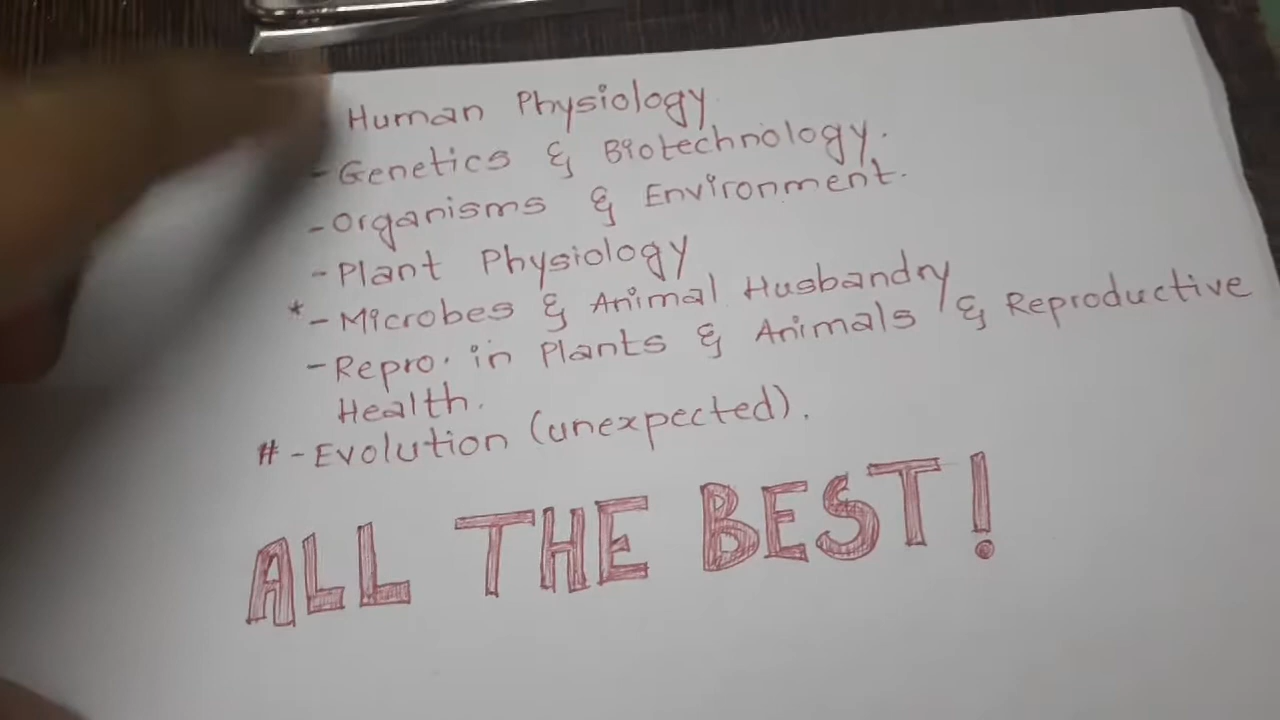 Human Physiology
- Genetics & Biotechnology.
- Organisms & Environment.
- Plant Physiology
* - Microbes & Animal Husbandry
- Repro. in Plants & Animals & Reproductive
Health.
# - Evolution (unexpected).
ALL THE BEST!